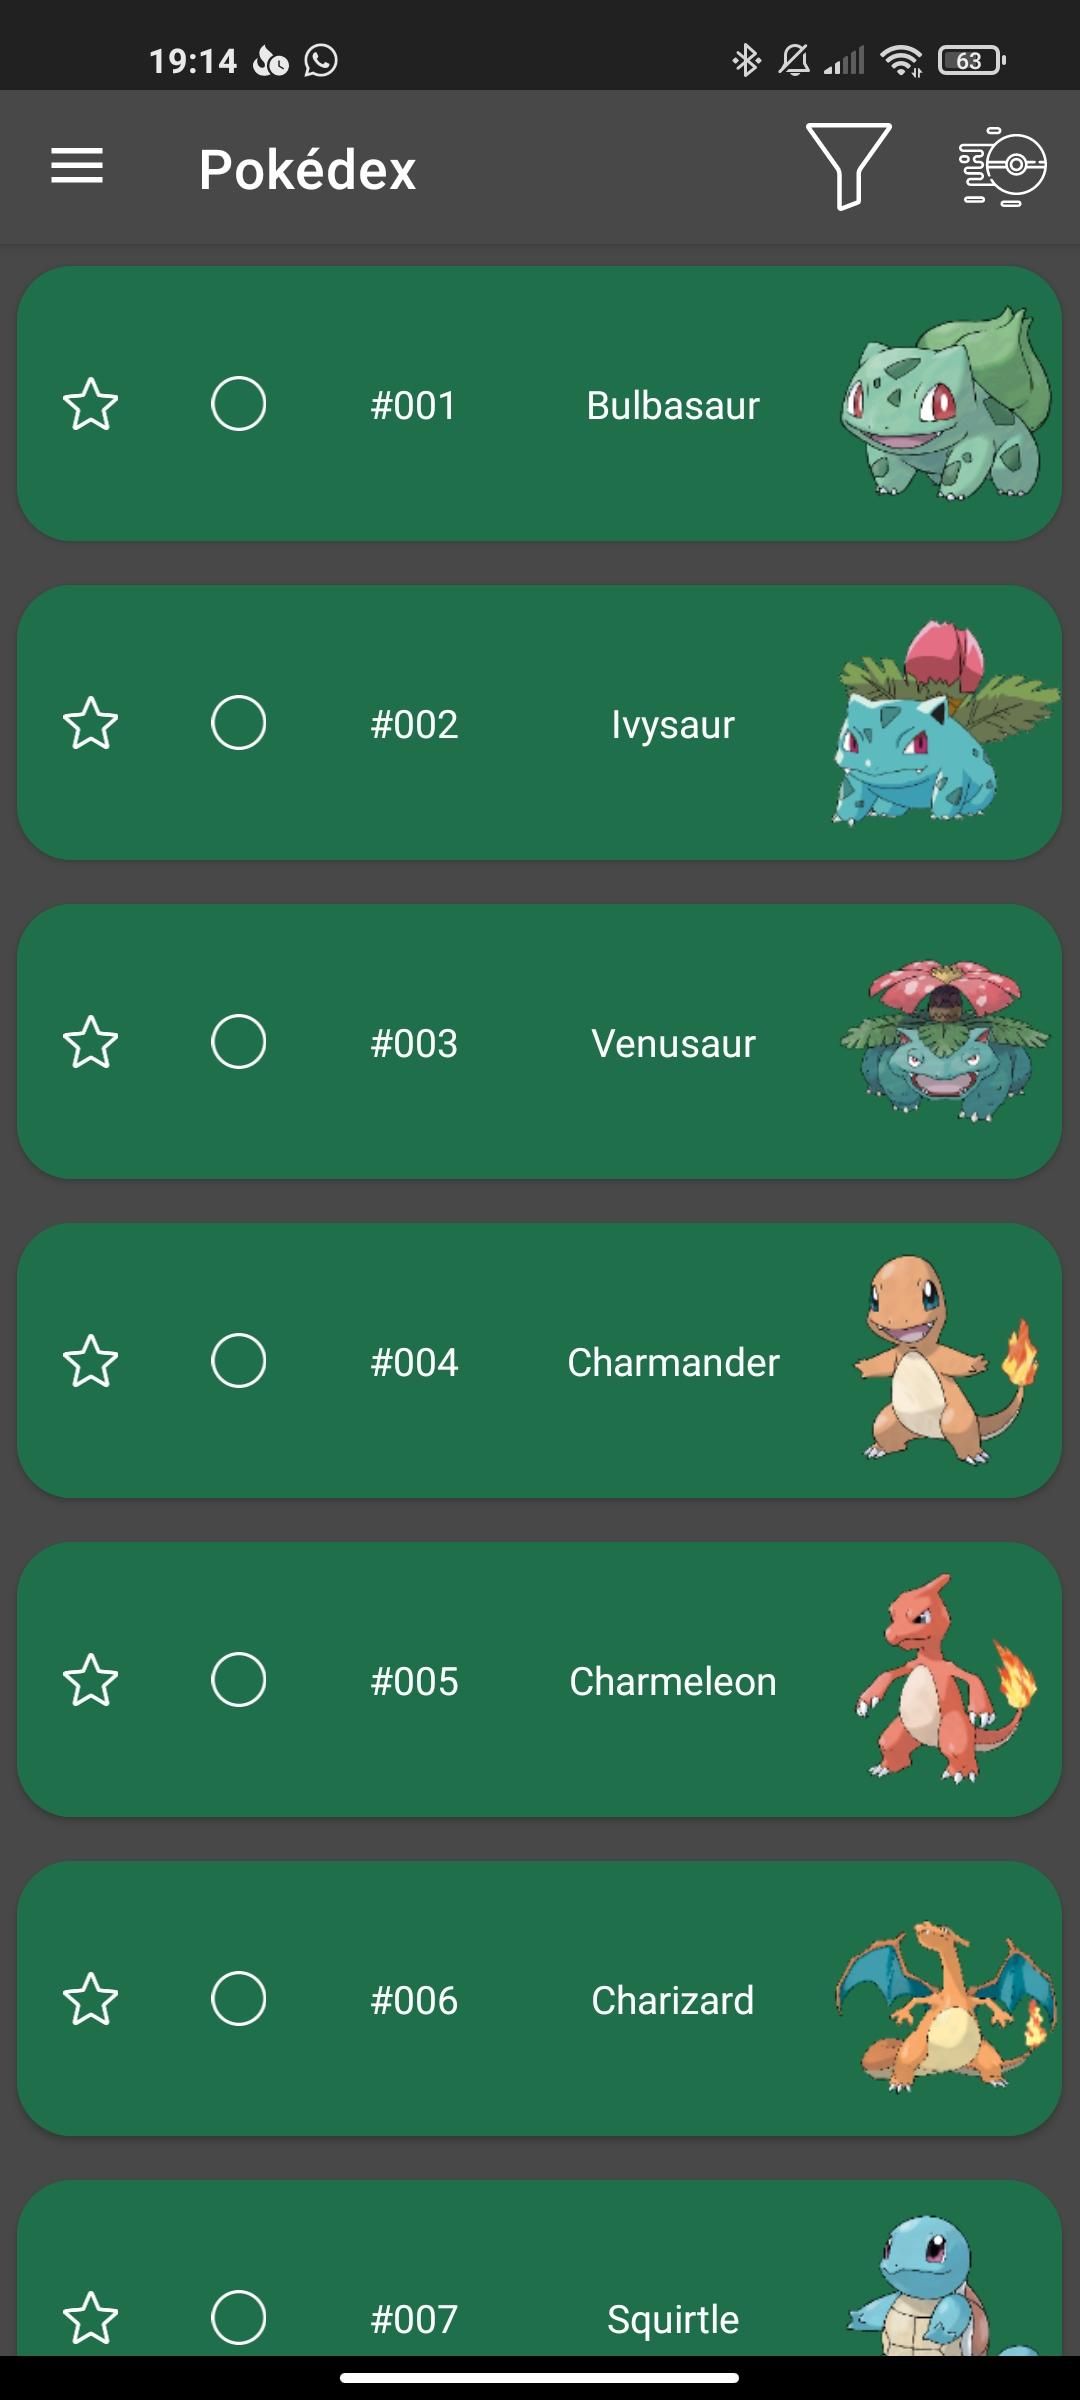 19:14
63
Pokédex
#001 Bulbasaur
#002 Ivysaur
#003 Venusaur
#004 Charmander
#005 Charmeleon
#006 Charizard
#007 Squirtle